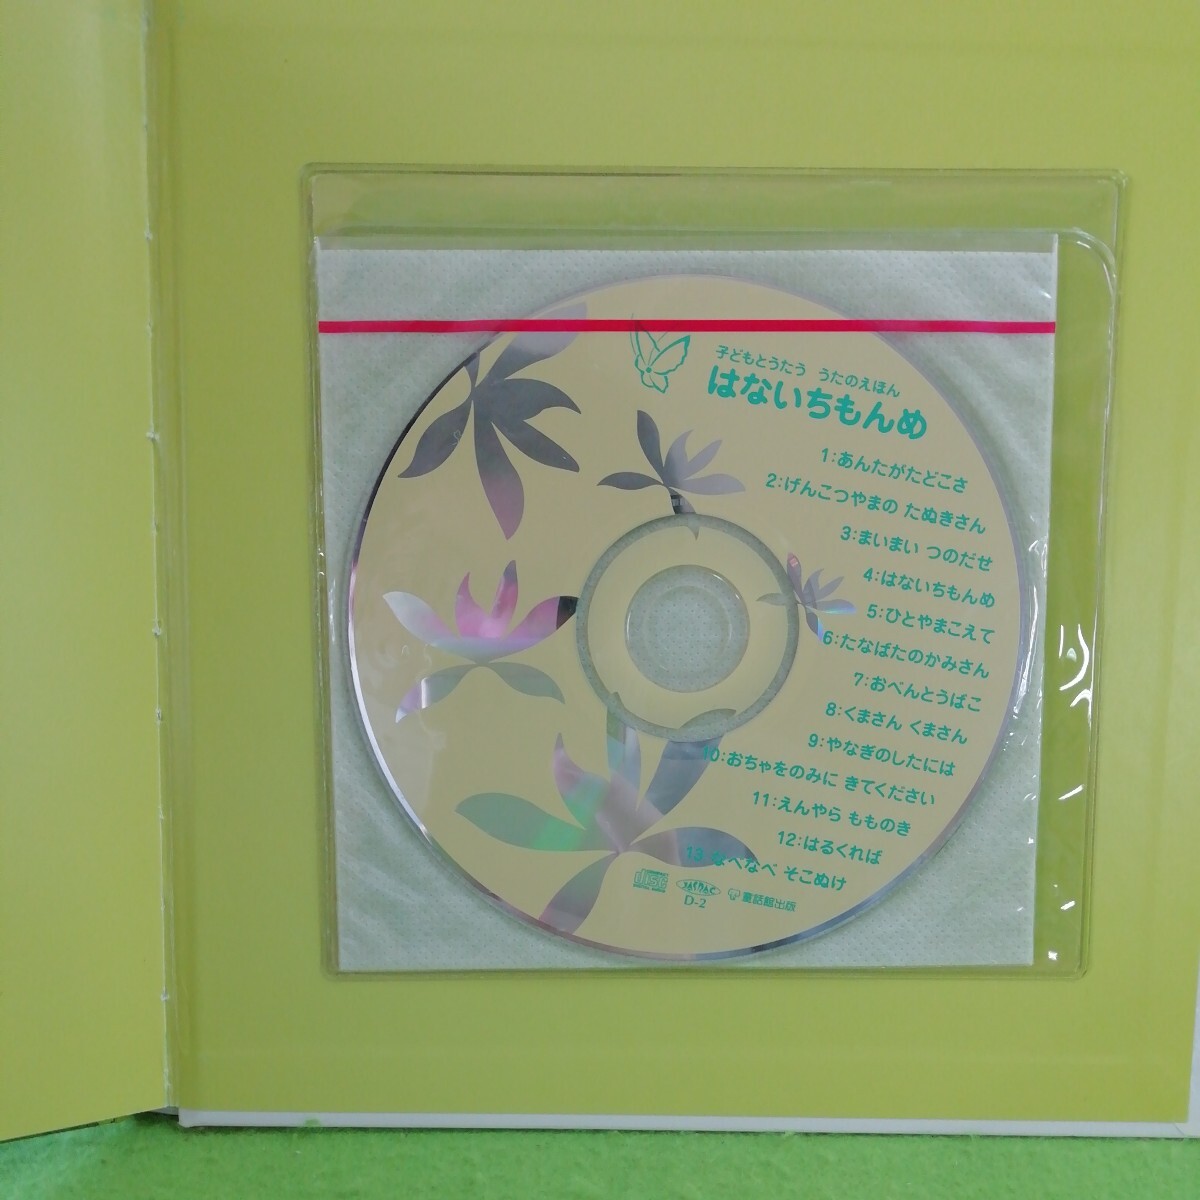 子どもとうたう うたのえほん
はないちもんめ
1:あんたがたどこさ
2:げんこつやまの たぬきさん
3:まいまい つのだせ
4:はないちもんめ
5:ひとやまこえて
6:たなばたのかみさん
7:おべんとうばこ
8:くまさん くまさん
9:やなぎのしたには
10:おちゃをのみに きてください
11:えんやら もものき
12:はるくれば
13 なべなべ そこぬけ
disc
D-2
童話館出版